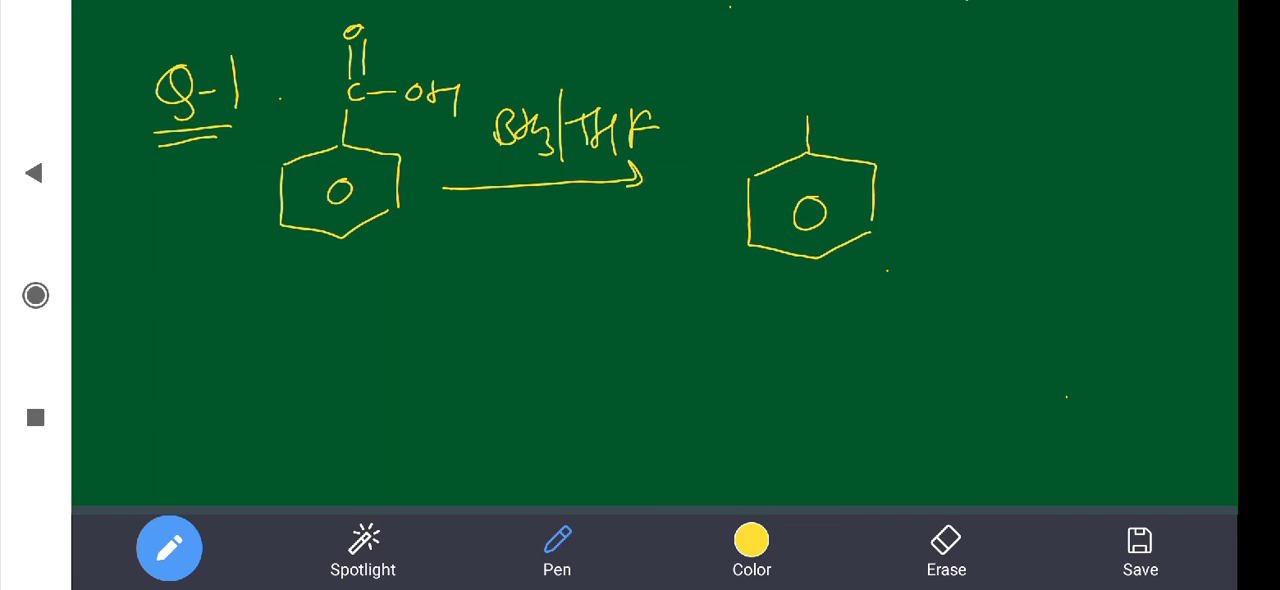 O
Q-1
C-OH
BH3/THF
Spotlight
Pen
Color
Erase
Save